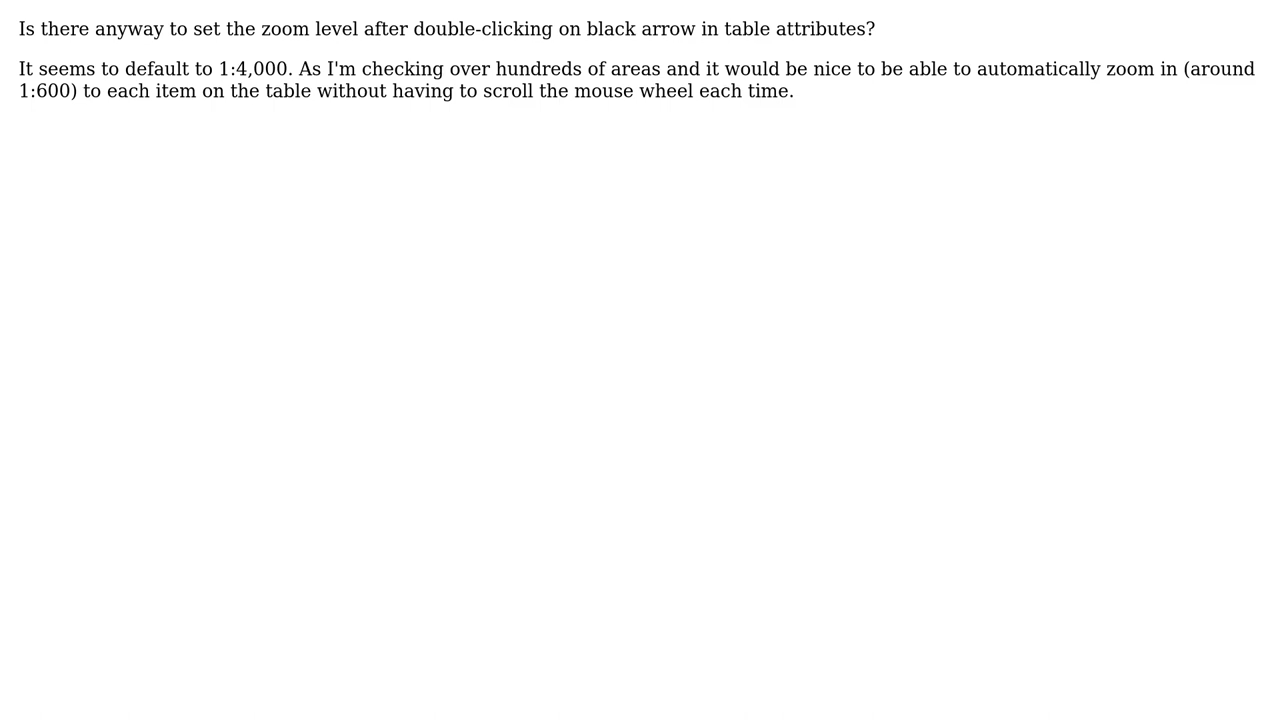 Is there anyway to set the zoom level after double-clicking on black arrow in table attributes?
It seems to default to 1:4,000. As I'm checking over hundreds of areas and it would be nice to be able to automatically zoom in (around
1:600) to each item on the table without having to scroll the mouse wheel each time.